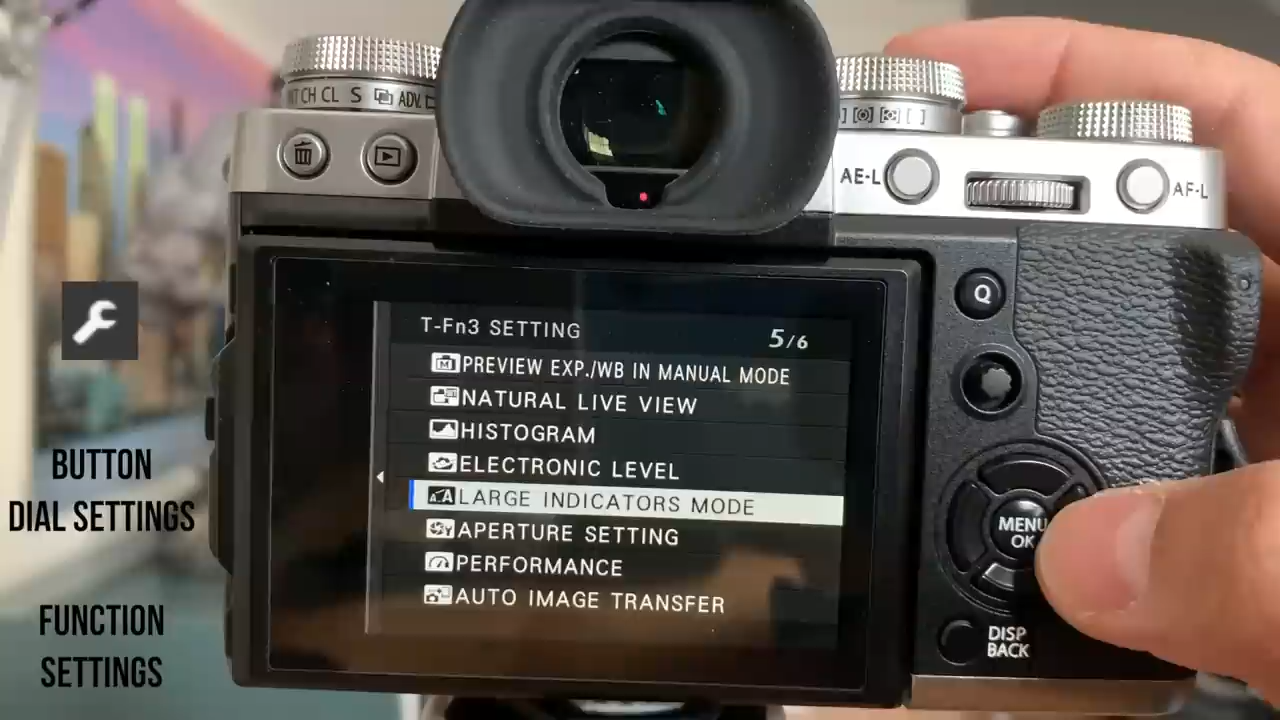 CH CL S ADV.
AE-L
AF-L
Q
T-Fn3 SETTING 5/6
PREVIEW EXP./WB IN MANUAL MODE
NATURAL LIVE VIEW
HISTOGRAM
ELECTRONIC LEVEL
LARGE INDICATORS MODE
APERTURE SETTING
PERFORMANCE
AUTO IMAGE TRANSFER
MENU
OK
DISP
BACK
BUTTON
DIAL SETTINGS
FUNCTION
SETTINGS